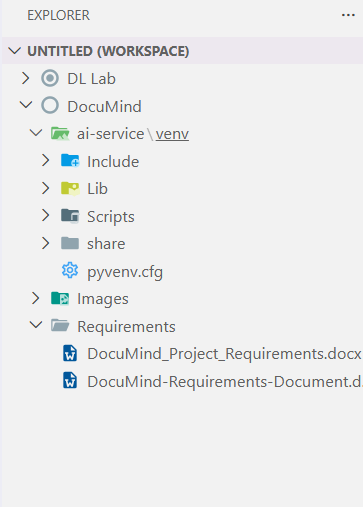 EXPLORER
UNTITLED (WORKSPACE)
DL Lab
DocuMind
ai-service\venv
Include
Lib
Scripts
share
pyvenv.cfg
Images
Requirements
DocuMind_Project_Requirements.docx
DocuMind-Requirements-Document.d